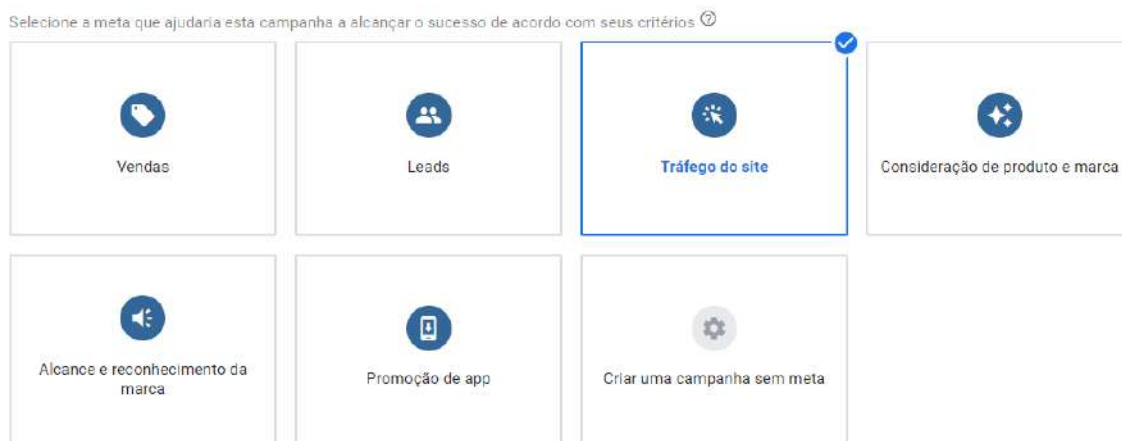 Selecione a meta que ajudaria esta campanha a alcançar o sucesso de acordo com seus critérios
Vendas
Leads
Tráfego do site
Consideração de produto e marca
Alcance e reconhecimento da
marca
Promoção de app
Criar uma campanha sem meta